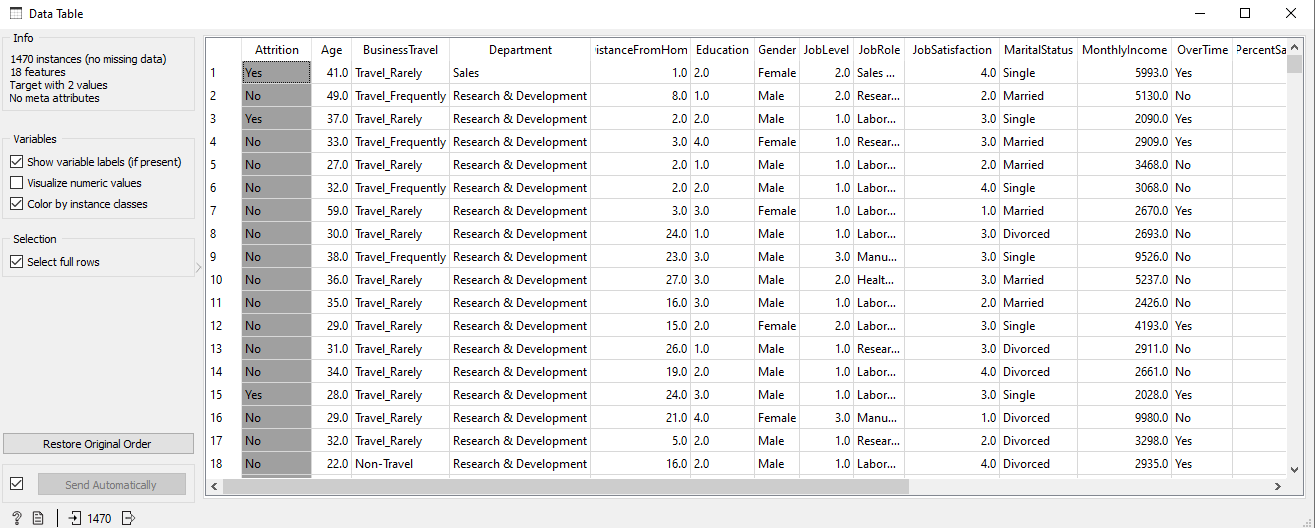 Data Table
Info
1470 instances (no missing data)
18 features
Target with 2 values
No meta attributes
Variables
Show variable labels (if present)
Visualize numeric values
Color by instance classes
Selection
Select full rows
Restore Original Order
Send Automatically
? 1470
Attrition Age BusinessTravel Department istanceFromHom Education Gender JobLevel JobRole JobSatisfaction MaritalStatus MonthlyIncome OverTime PercentSa
1 Yes 41.0 Travel_Rarely Sales 1.0 2.0 Female 2.0 Sales ... 4.0 Single 5993.0 Yes
2 No 49.0 Travel_Frequently Research & Development 8.0 1.0 Male 2.0 Resear... 2.0 Married 5130.0 No
3 Yes 37.0 Travel_Rarely Research & Development 2.0 2.0 Male 1.0 Labor... 3.0 Single 2090.0 Yes
4 No 33.0 Travel_Frequently Research & Development 3.0 4.0 Female 1.0 Resear... 3.0 Married 2909.0 Yes
5 No 27.0 Travel_Rarely Research & Development 2.0 1.0 Male 1.0 Labor... 2.0 Married 3468.0 No
6 No 32.0 Travel_Frequently Research & Development 2.0 2.0 Male 1.0 Labor... 4.0 Single 3068.0 No
7 No 59.0 Travel_Rarely Research & Development 3.0 3.0 Female 1.0 Labor... 1.0 Married 2670.0 Yes
8 No 30.0 Travel_Rarely Research & Development 24.0 1.0 Male 1.0 Labor... 3.0 Divorced 2693.0 No
9 No 38.0 Travel_Frequently Research & Development 23.0 3.0 Male 3.0 Manu... 3.0 Single 9526.0 No
10 No 36.0 Travel_Rarely Research & Development 27.0 3.0 Male 2.0 Healt... 3.0 Married 5237.0 No
11 No 35.0 Travel_Rarely Research & Development 16.0 3.0 Male 1.0 Labor... 2.0 Married 2426.0 No
12 No 29.0 Travel_Rarely Research & Development 15.0 2.0 Female 2.0 Labor... 3.0 Single 4193.0 Yes
13 No 31.0 Travel_Rarely Research & Development 26.0 1.0 Male 1.0 Resear... 3.0 Divorced 2911.0 No
14 No 34.0 Travel_Rarely Research & Development 19.0 2.0 Male 1.0 Labor... 4.0 Divorced 2661.0 No
15 Yes 28.0 Travel_Rarely Research & Development 24.0 3.0 Male 1.0 Labor... 3.0 Single 2028.0 Yes
16 No 29.0 Travel_Rarely Research & Development 21.0 4.0 Female 3.0 Manu... 1.0 Divorced 9980.0 No
17 No 32.0 Travel_Rarely Research & Development 5.0 2.0 Male 1.0 Resear... 2.0 Divorced 3298.0 Yes
18 No 22.0 Non-Travel Research & Development 16.0 2.0 Male 1.0 Labor... 4.0 Divorced 2935.0 Yes